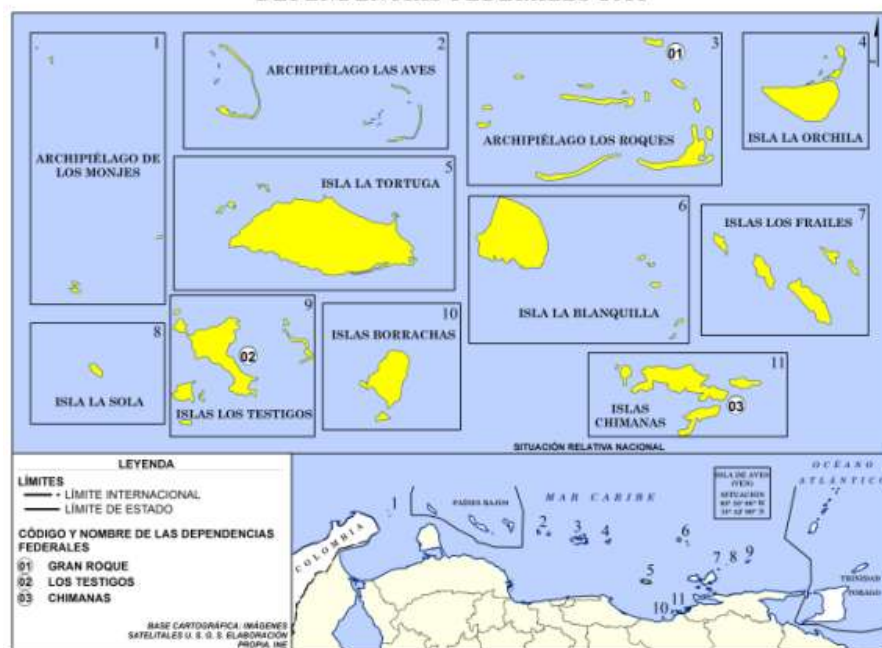 1
2
3
4
01
ARCHIPIÉLAGO LAS AVES
ARCHIPIÉLAGO DE
LOS MONJES
ARCHIPIÉLAGO LOS ROQUES
ISLA LA ORCHILA
5
ISLA LA TORTUGA
6
ISLA LA BLANQUILLA
7
ISLAS LOS FRAILES
8
ISLA LA SOLA
9
02
ISLAS LOS TESTIGOS
10
ISLAS BORRACHAS
11
03
ISLAS
CHIMANAS
SITUACIÓN RELATIVA NACIONAL
LEYENDA
LÍMITES
LÍMITE INTERNACIONAL
LÍMITE DE ESTADO
CÓDIGO Y NOMBRE DE LAS DEPENDENCIAS
FEDERALES
01 GRAN ROQUE
02 LOS TESTIGOS
03 CHIMANAS
BASE CARTOGRÁFICA: IMÁGENES
SATELITALES U. S. G. S. ELABORACIÓN
PROPIA, INE
COLOMBIA
1
PAÍSES BAJOS
MAR CARIBE
ISLA DE AVES
(VEN)
SITUACIÓN
OCÉANO
ATLÁNTICO
2
3
4
5
6
7
8
9
10
11
TRINIDAD
TOBAGO